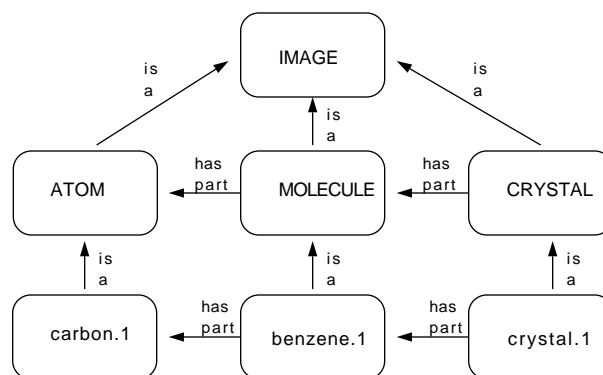 IMAGE
is
a
is
a
is
a
ATOM
has
part
MOLECULE
has
part
CRYSTAL
is
a
is
a
is
a
carbon.1
has
part
benzene.1
has
part
crystal.1